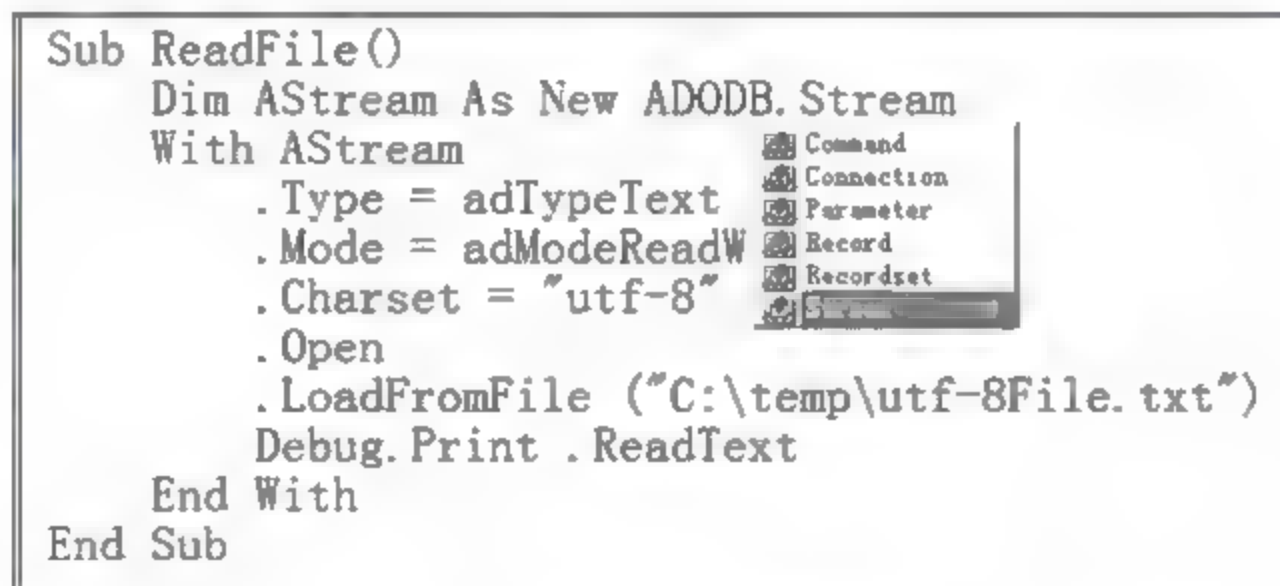 Sub ReadFile()
Dim AStream As New ADODB.Stream
With AStream
Command
Connection
.Type = adTypeText
Parameter
.Mode = adModeReadW
Record
Recordset
.Charset = "utf-8"
.Open
.LoadFromFile ("C:\temp\utf-8File.txt")
Debug.Print .ReadText
End With
End Sub